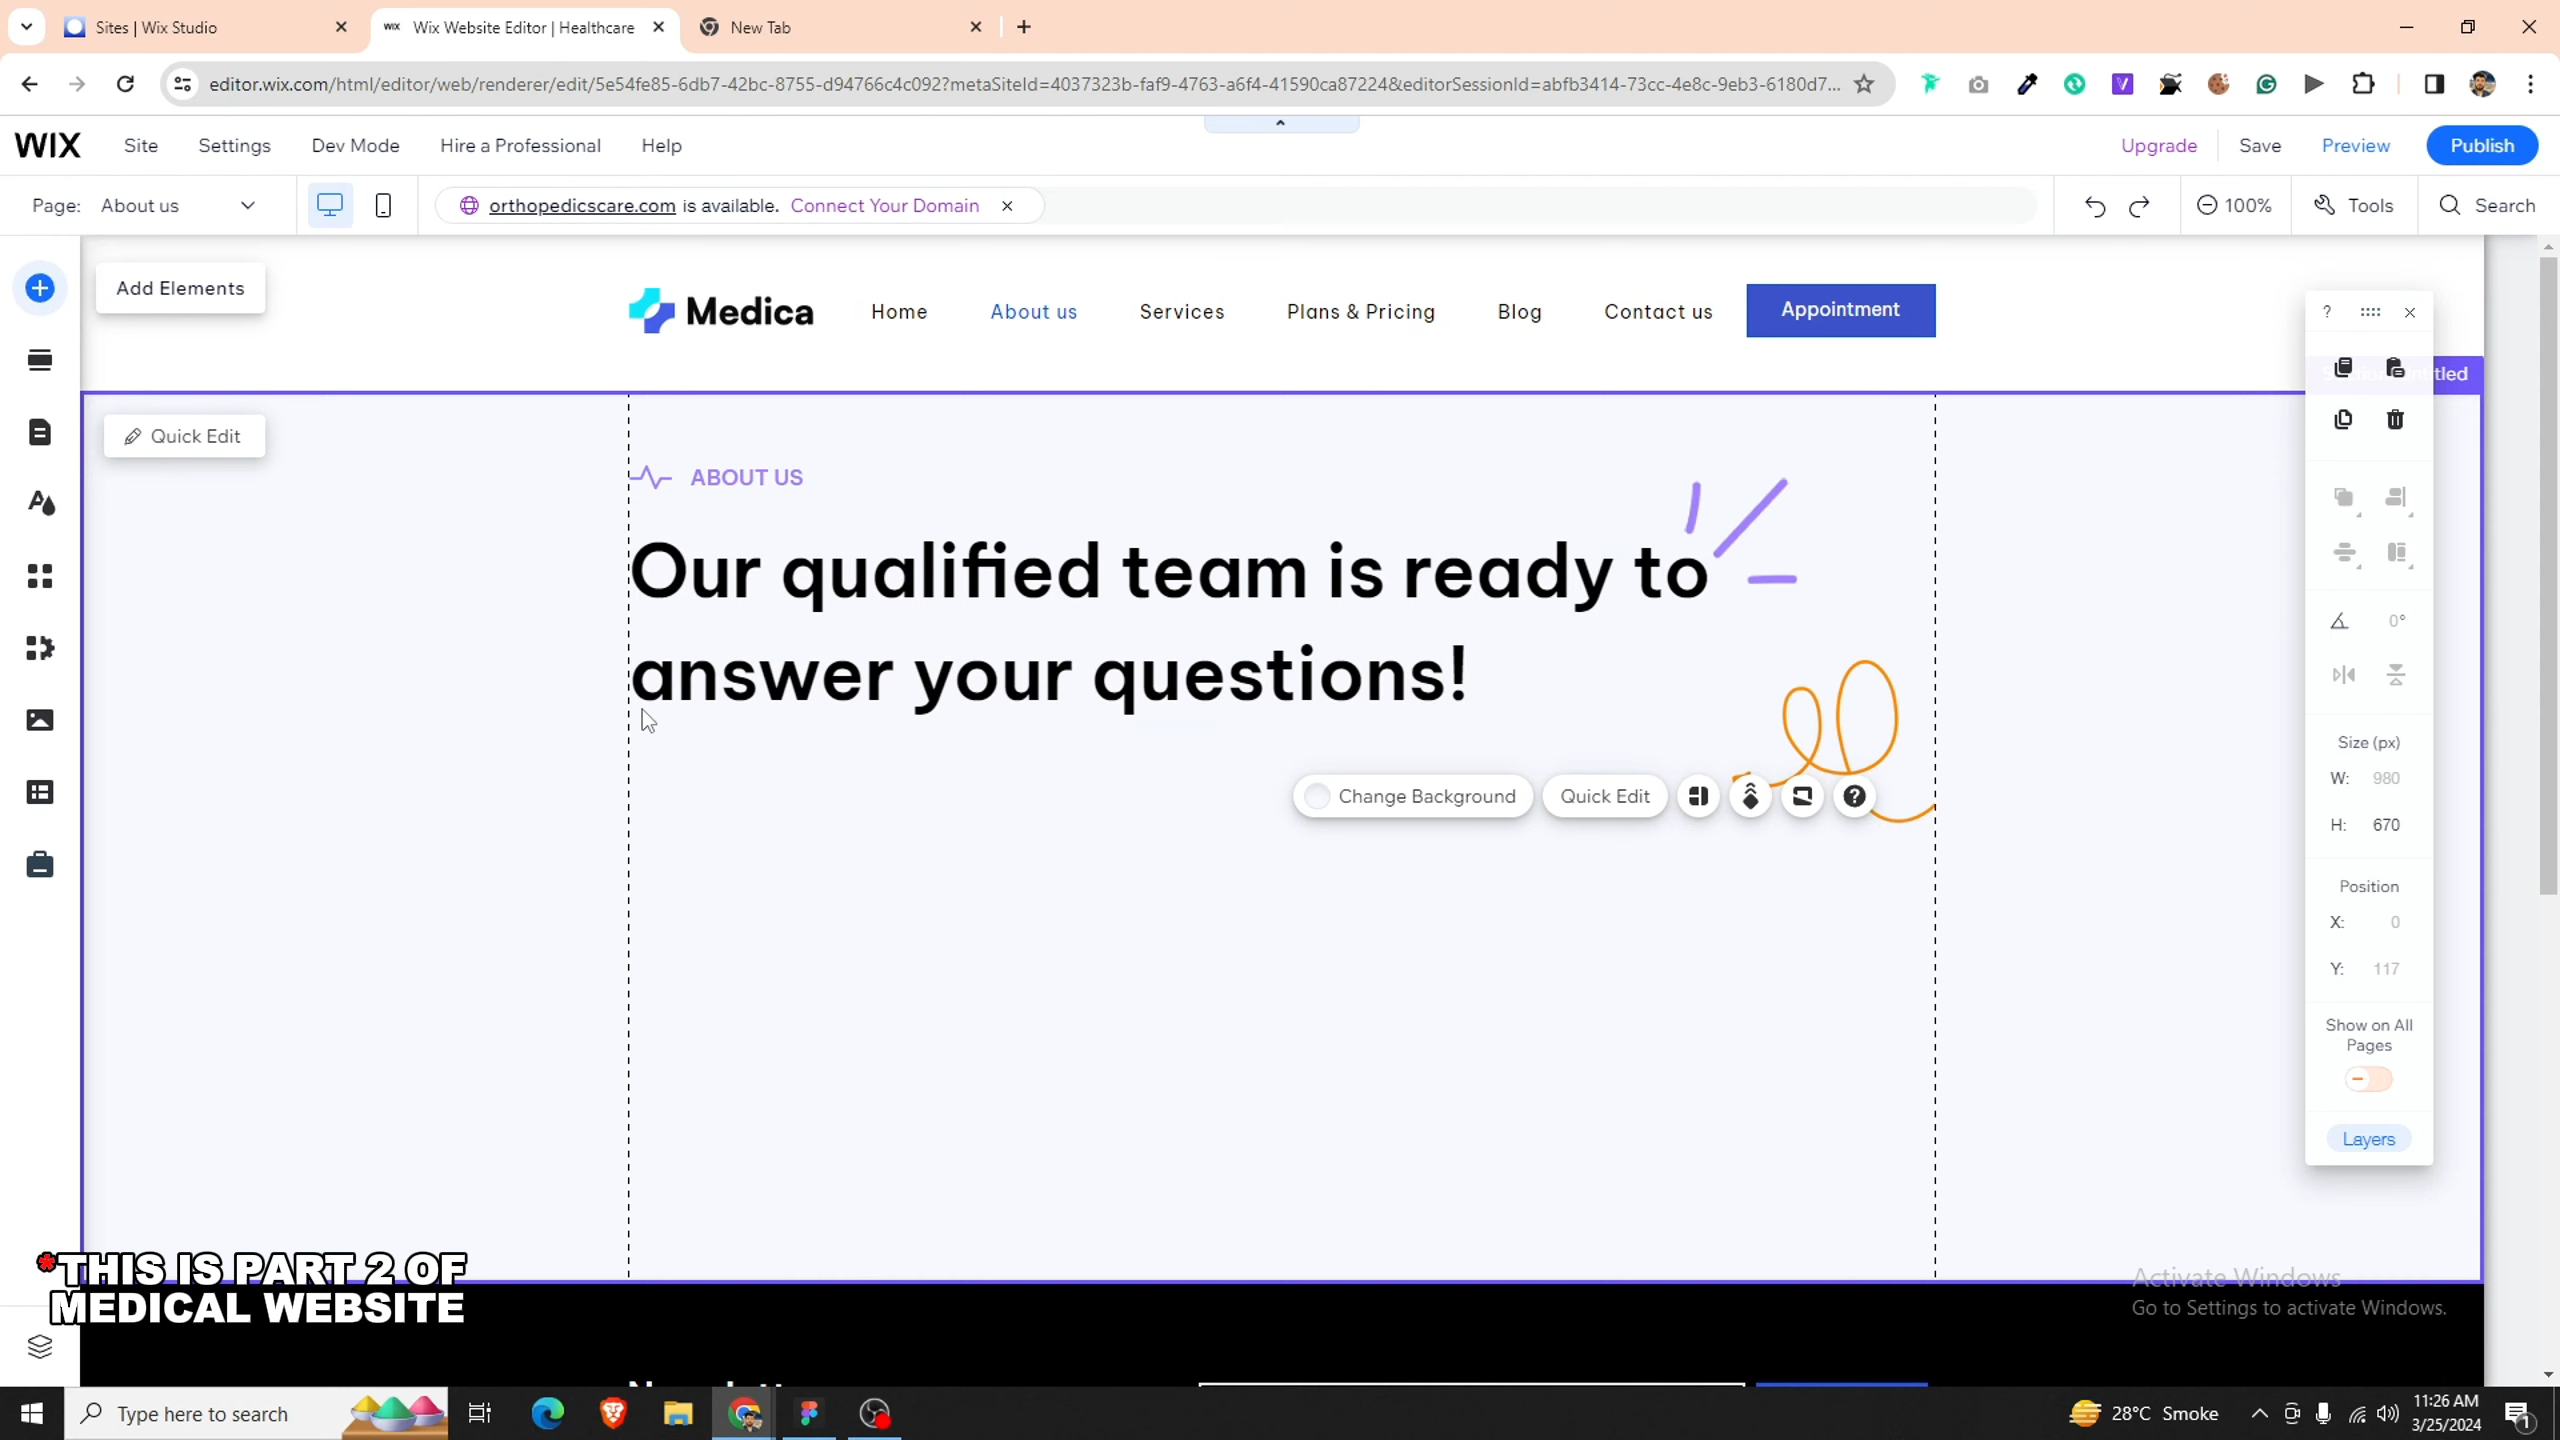 Sites | Wix Studio
Wix Website Editor | Healthcare
New Tab
editor.wix.com/html/editor/web/renderer/edit/5e54fe85-6db7-42bc-8755-d94766c4c092?metaSiteId=4037323b-faf9-4763-a6f4-41590ca87224&editorSessionId=abfb3414-73cc-4e8c-9eb3-6180d7...
WIX Site Settings Dev Mode Hire a Professional Help Upgrade Save Preview Publish
Page: About us
orthopedicscare.com is available. Connect Your Domain
100% Tools Search
Add Elements
Medica Home About us Services Plans & Pricing Blog Contact us Appointment
Quick Edit
ABOUT US
Our qualified team is ready to
answer your questions!
Change Background Quick Edit
?
0°
Size (px)
W: 980
H: 670
Position
X: 0
Y: 117
Show on All
Pages
Layers
*THIS IS PART 2 OF
MEDICAL WEBSITE
Activate Windows
Go to Settings to activate Windows.
Type here to search
28°C Smoke
11:26 AM
3/25/2024
1